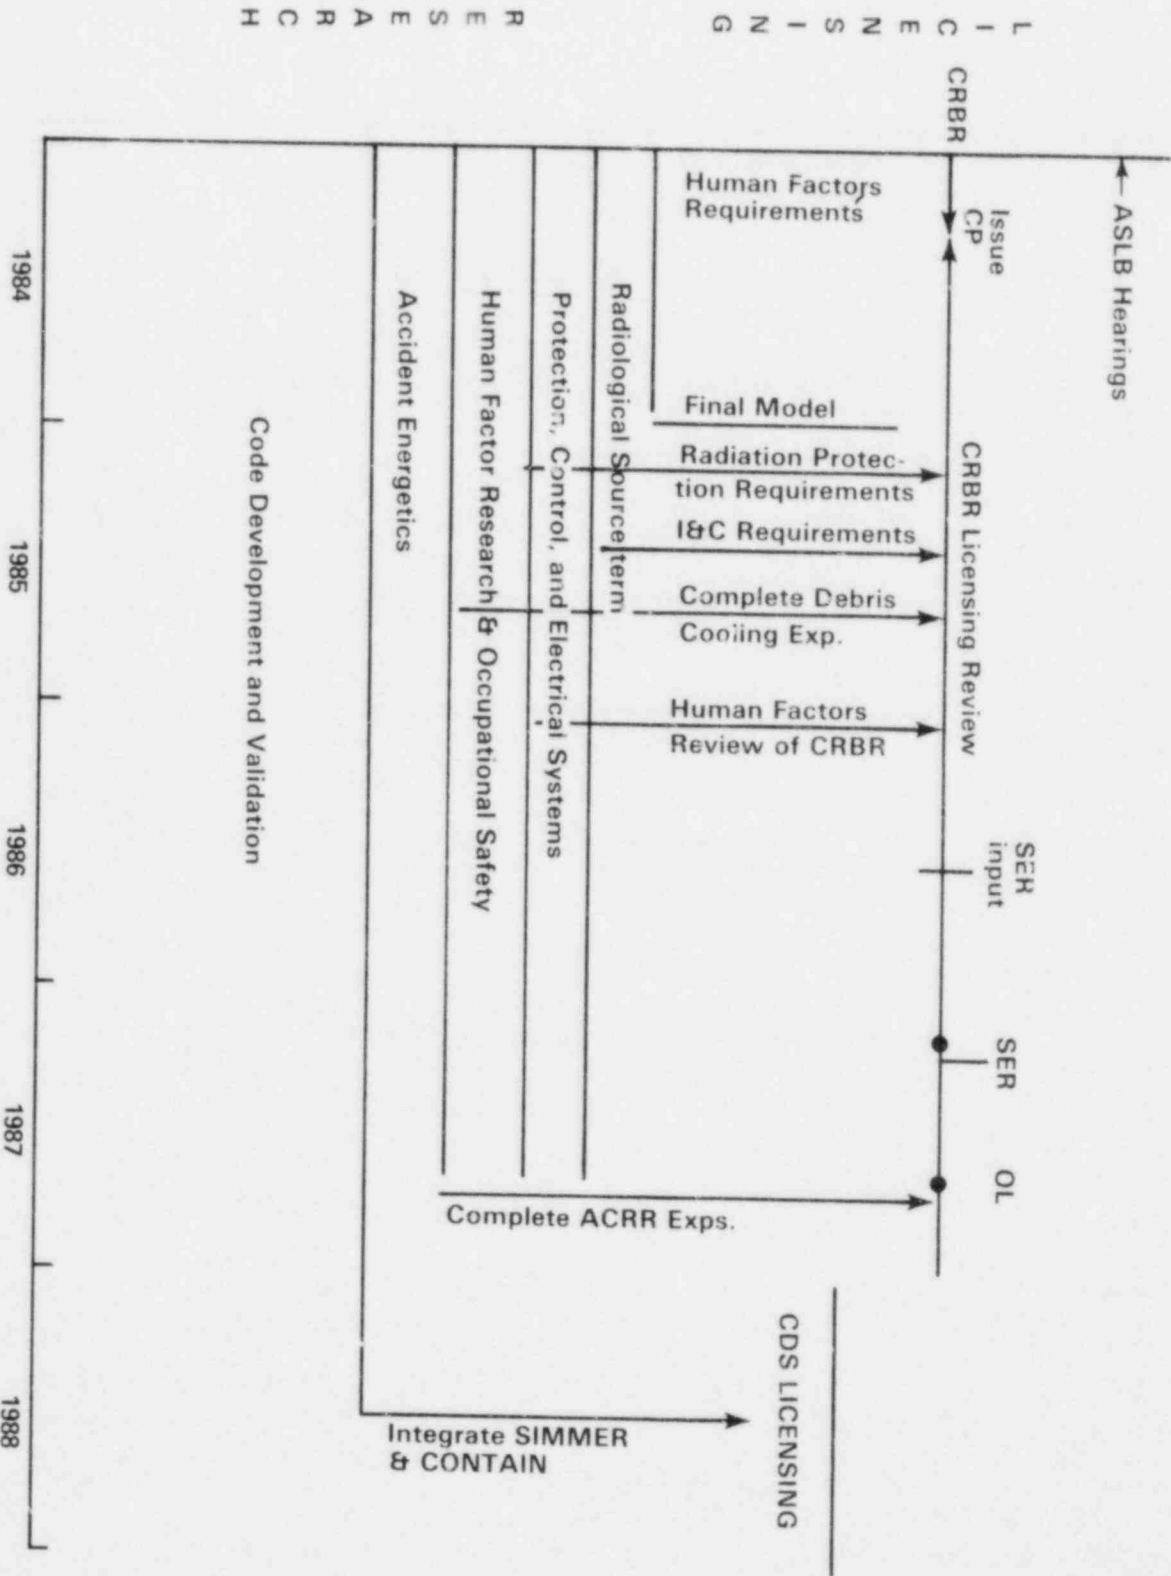 LICENSING
RESEARCH
ASLB Hearings
CRBR
Issue
CP
CRBR Licensing Review
SER
input
SER
OL
CDS LICENSING
Human Factors
Requirements
Final Model
Radiation Protec-
tion Requirements
I&C Requirements
Complete Debris
Cooling Exp.
Human Factors
Review of CRBR
Complete ACRR Exps.
Integrate SIMMER
& CONTAIN
Radiological Source term
Protection, Control, and Electrical Systems
Human Factor Research & Occupational Safety
Accident Energetics
Code Development and Validation
1984
1985
1986
1987
1988